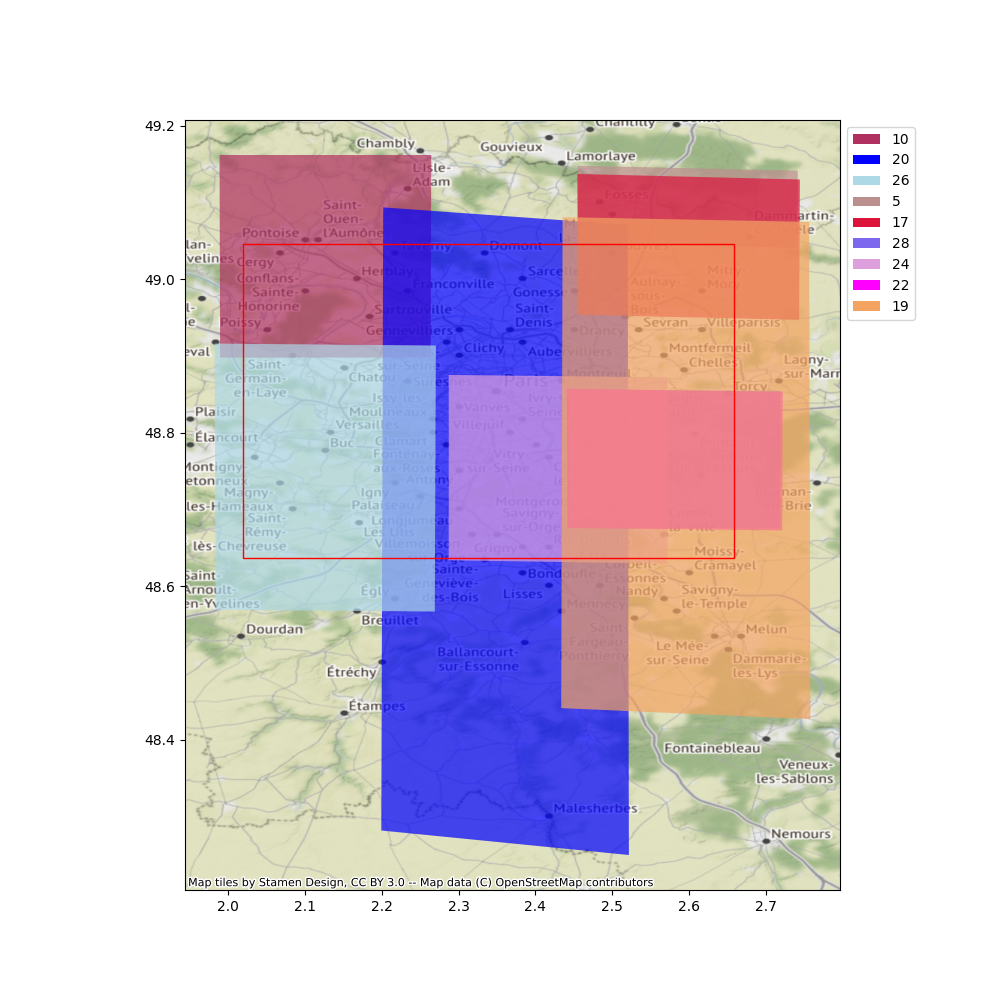 49.2
49.0
48.8
48.6
48.4
2.0 2.1 2.2 2.3 2.4 2.5 2.6 2.7
10
20
26
5
17
28
24
22
19
Chantilly
Chambly
Gouvieux
Lamorlaye
L'Isle-
Adam
Fosses
Saint-
Ouen-
l'Aumône
Dammartin-
Pontoise
Domont
Cergy
Herblay
Sarcel
Mitry
Mory
Conflans-
Sainte-
Honorine
Franconville
Gonesse
Aulnay
sous
Bois
Sartrouville
Saint-
Denis
Poissy
Gennevilliers
Drancy
Sevran
Villeparisis
Clichy
Aubervilliers
Montfermeil
Chelles
Lagny-
sur-Marn
Saint-
Germain-
en-Laye
Chatou
sur-Seine
Suresnes
Montreuil
Paris
Torcy
Issy-les
Moulineaux
Vanves
Ivry-
Seine
Plaisir
Versailles
Villejuif
Élancourt
Buc
Clamart
Fontenay-
aux-Roses
Antony
Vitry
sur-Seine
Montigny
etonneux
Magny-
les-Hameaux
Igny
Palaiseau
Montgeron
Savigny-
sur-Orge
Saint-
Rémy-
lès-Chevreuse
Longjumeau
Les Ulis
Villemoisson
Grigny
Moissy-
Cramayel
Sainte-
Geneviève-
des-Bois
Bondoufle
Corbeil-
Essonnes
Nandy
Saint
Arnoult-
en-Yvelines
Égly
Lisses
Mennecy
Savigny-
le-Temple
Breuillet
Dourdan
Saint-
Fargeau-
Ponthierry
Le Mée-
sur-Seine
Melun
Dammarie-
les-Lys
Ballancourt-
sur-Essonne
Étréchy
Étampes
Fontainebleau
Veneux-
les-Sablons
Malesherbes
Nemours
Map tiles by Stamen Design, CC BY 3.0 -- Map data (C) OpenStreetMap contributors